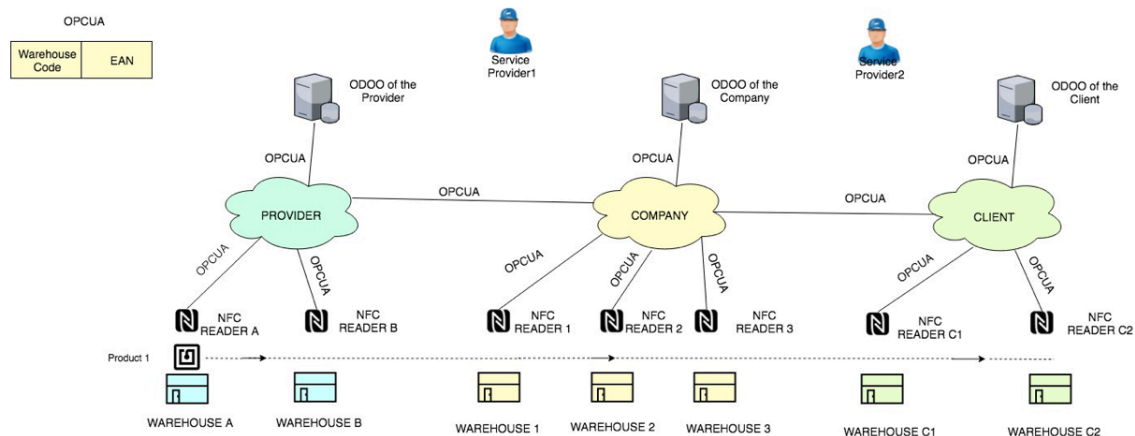 OPCUA
Warehouse
Code
EAN
Service
Provider1
Service
Provider2
ODOO of the
Provider
ODOO of the
Company
ODOO of the
Client
OPCUA
OPCUA
OPCUA
OPCUA
OPCUA
PROVIDER
COMPANY
CLIENT
OPCUA
OPCUA
OPCUA
OPCUA
OPCUA
OPCUA
OPCUA
NFC
READER A
NFC
READER B
NFC
READER 1
NFC
READER 2
NFC
READER 3
NFC
READER C1
NFC
READER C2
Product 1
WAREHOUSE A
WAREHOUSE B
WAREHOUSE 1
WAREHOUSE 2
WAREHOUSE 3
WAREHOUSE C1
WAREHOUSE C2